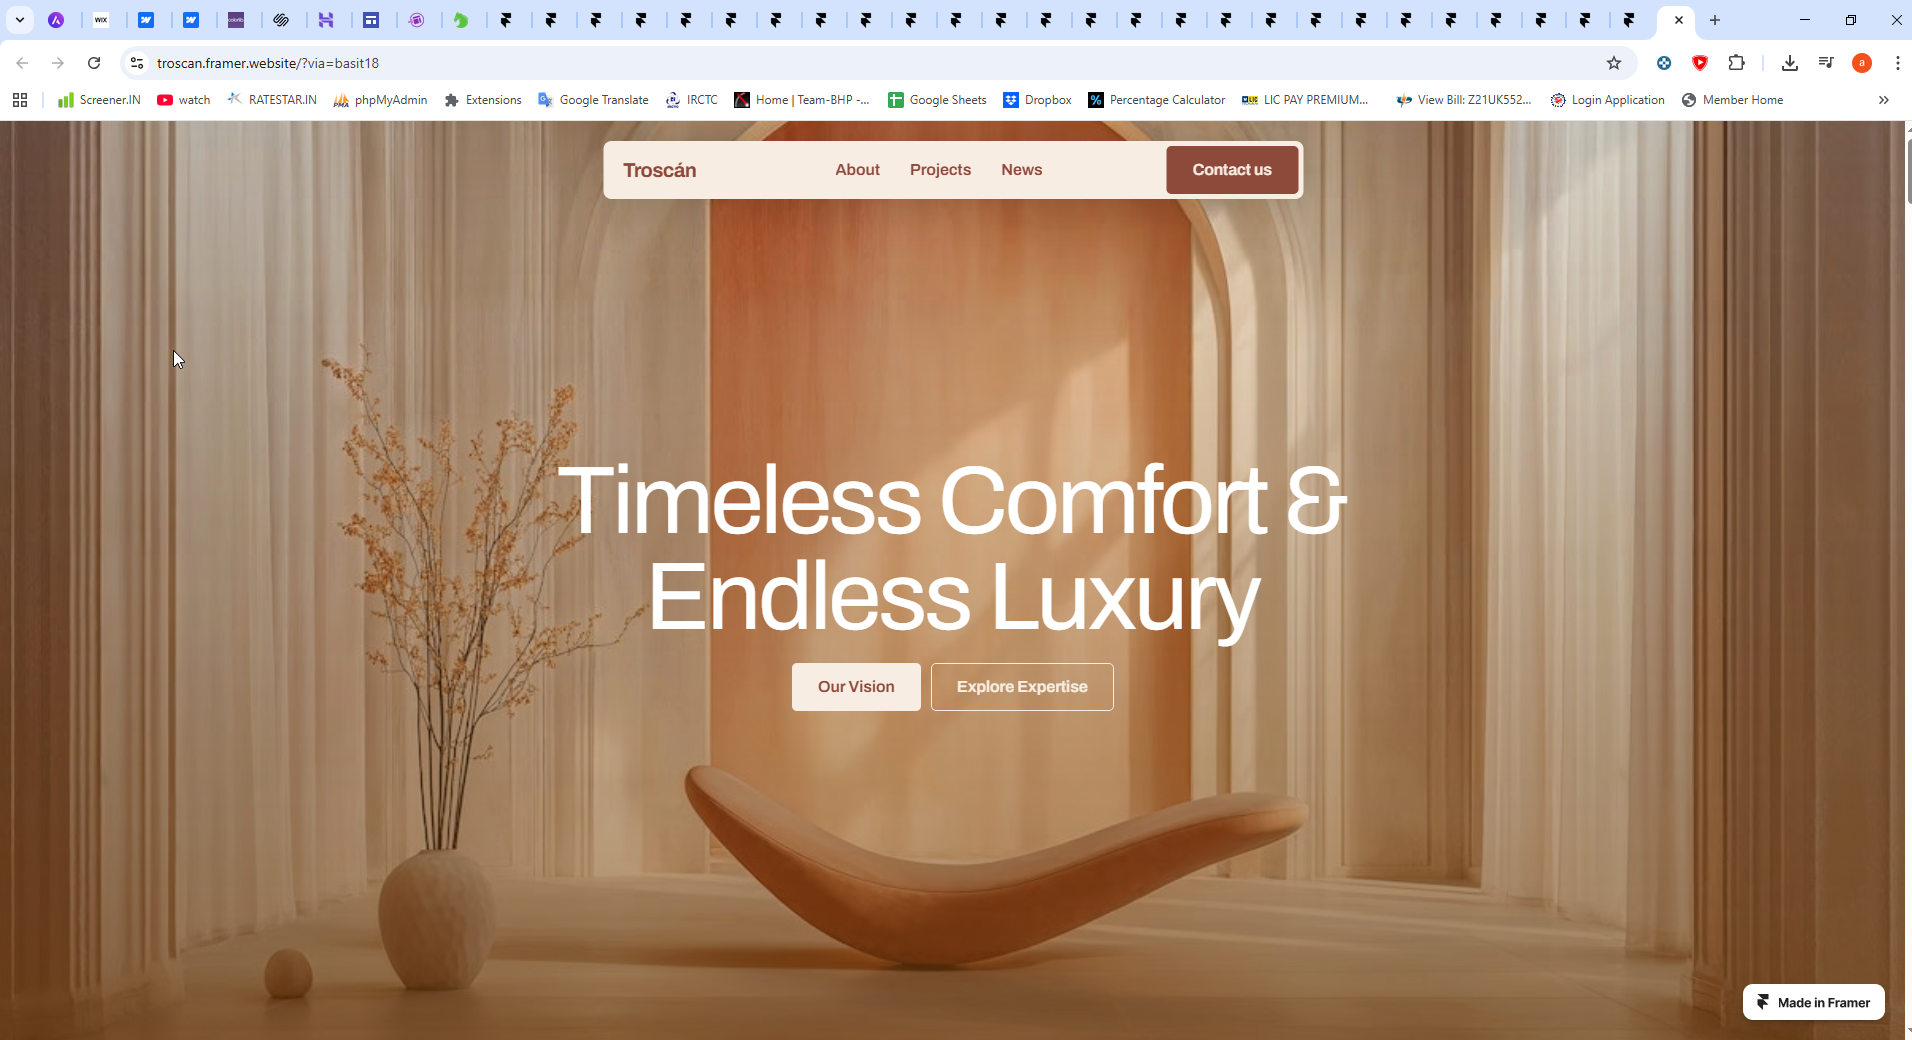 WIX
troscan.framer.website/?via=basit18
a
Screener.IN
watch
RATESTAR.IN
phpMyAdmin
Extensions
Google Translate
IRCTC
Home | Team-BHP -...
Google Sheets
Dropbox
Percentage Calculator
LIC PAY PREMIUM...
View Bill: Z21UK552...
Login Application
Member Home
Troscán
About
Projects
News
Contact us
Timeless Comfort &
Endless Luxury
Our Vision
Explore Expertise
Made in Framer